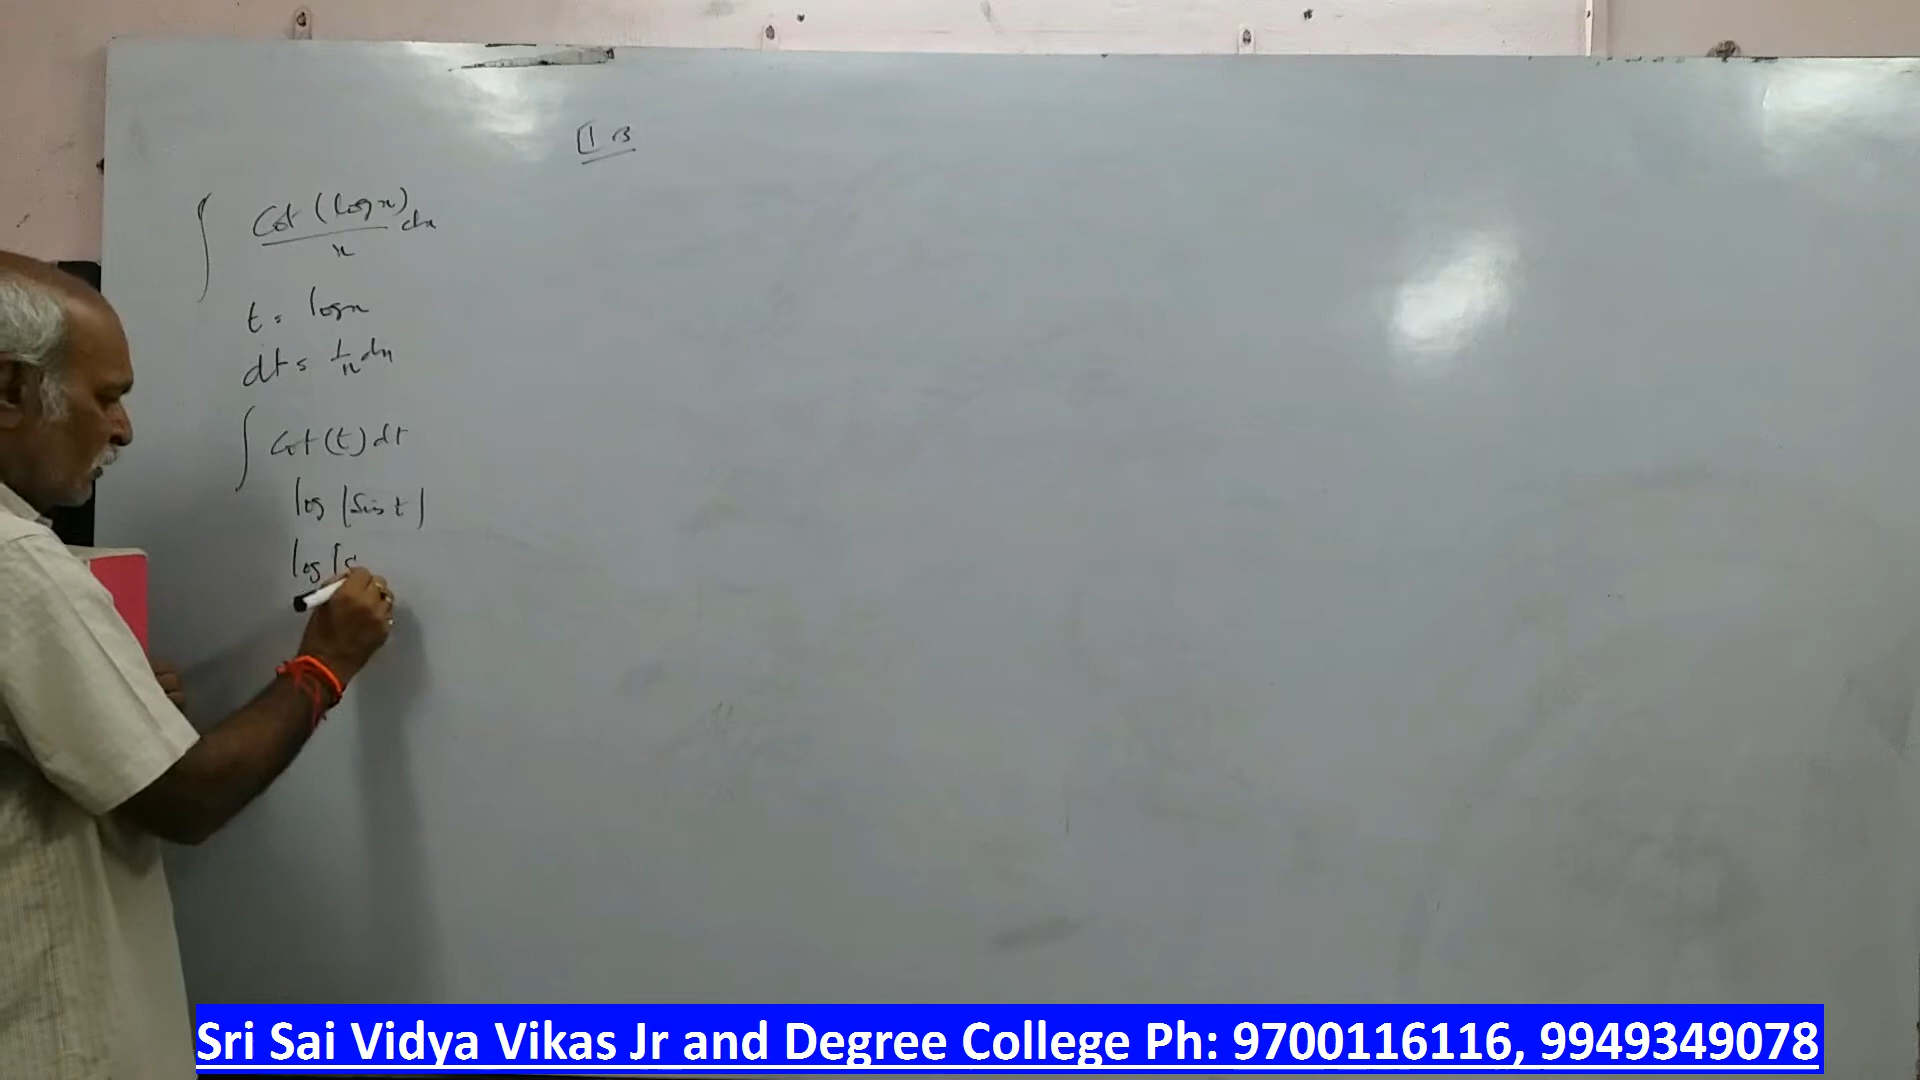 II B
∫ Cot (log x) / x dx
t = log x
dt = 1/x dx
∫ Cot (t) dt
log |Sin t|
log |S
Sri Sai Vidya Vikas Jr and Degree College Ph: 9700116116, 9949349078